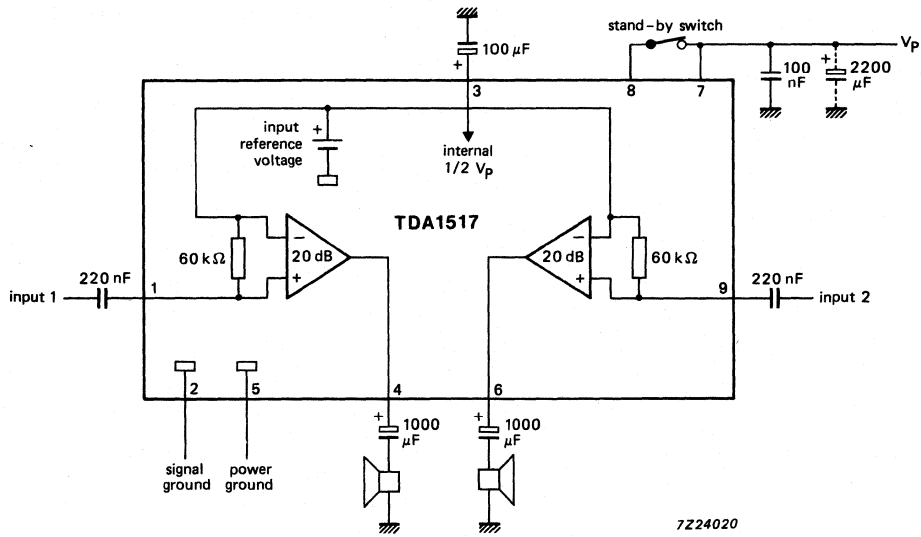 stand-by switch
VP
100 μF
+
3
8
7
100
nF
+
2200
μF
input
reference
voltage
+
internal
1/2 VP
TDA1517
60 kΩ
−
20 dB
+
−
20 dB
+
60 kΩ
220 nF
input 1
1
9
220 nF
input 2
2
5
4
6
signal
ground
power
ground
+
1000
μF
+
1000
μF
7Z24020